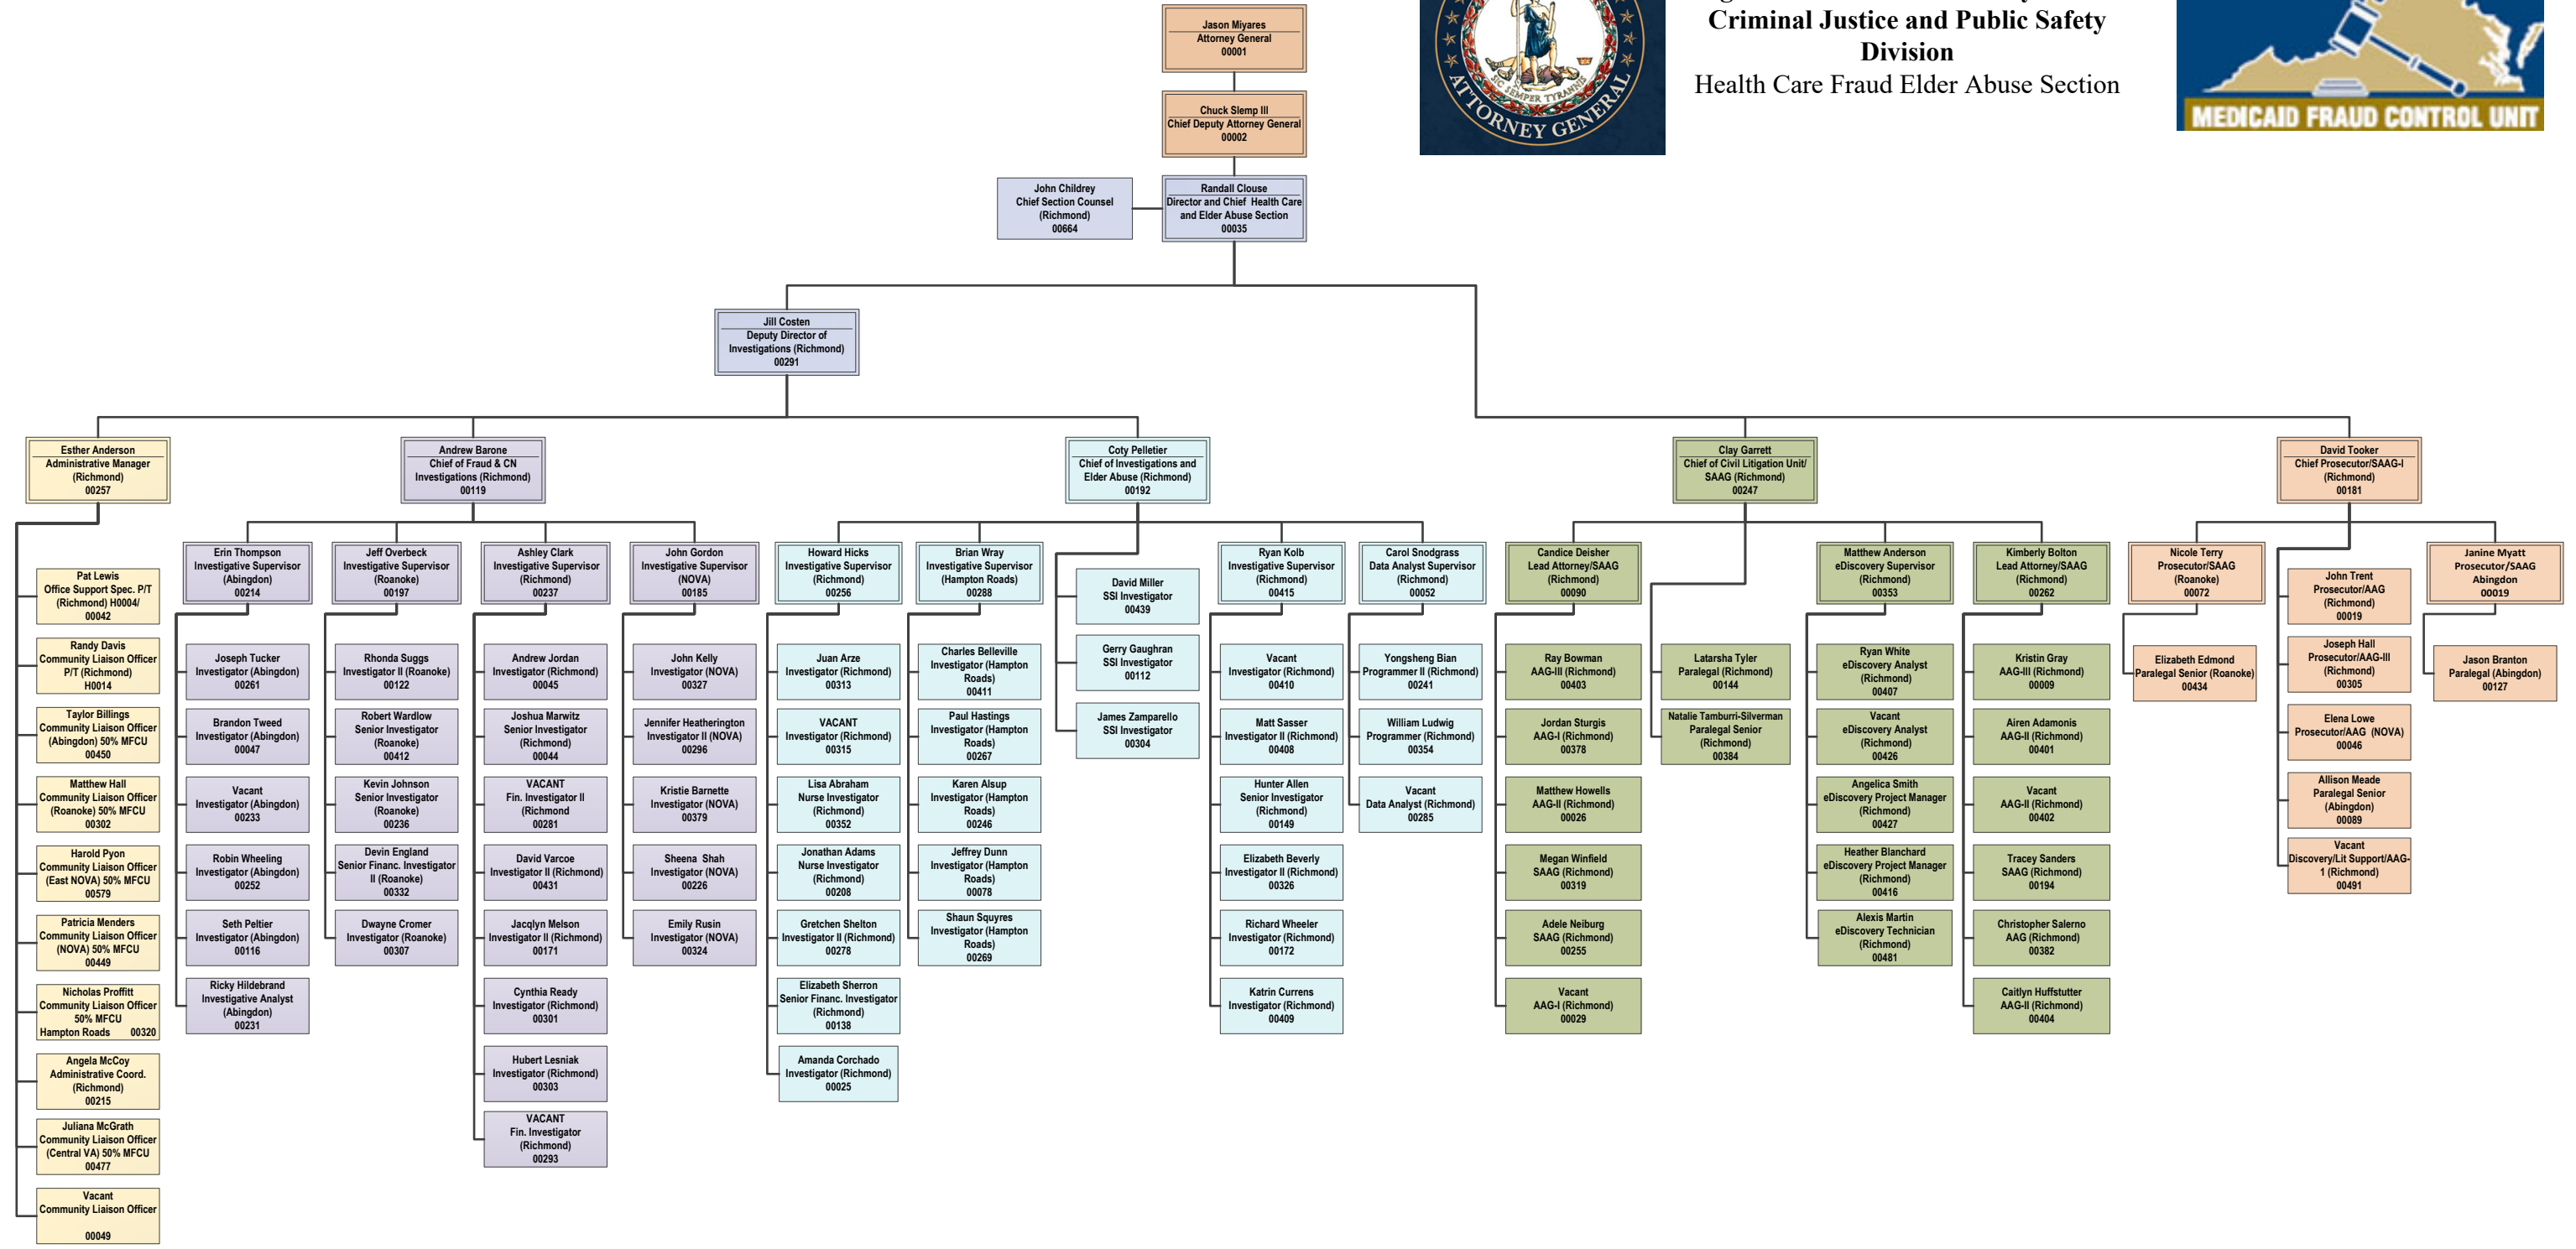 Jason Miyares
Attorney General
00001
Chuck Slemp III
Chief Deputy Attorney General
00002
John Childrey
Chief Section Counsel
(Richmond)
00664
Randall Clouse
Director and Chief Health Care
and Elder Abuse Section
00035
SIC SEMPER TYRANNIS
ATTORNEY GENERAL
Criminal Justice and Public Safety
Division
Health Care Fraud Elder Abuse Section
MEDICAID FRAUD CONTROL UNIT
Jill Costen
Deputy Director of
Investigations (Richmond)
00291
Esther Anderson
Administrative Manager
(Richmond)
00257
Andrew Barone
Chief of Fraud & CN
Investigations (Richmond)
00119
Coty Pelletier
Chief of Investigations and
Elder Abuse (Richmond)
00192
Clay Garrett
Chief of Civil Litigation Unit/
SAAG (Richmond)
00247
David Tooker
Chief Prosecutor/SAAG-I
(Richmond)
00181
Pat Lewis
Office Support Spec. P/T
(Richmond) H0004/
00042
Randy Davis
Community Liaison Officer
P/T (Richmond)
H0014
Taylor Billings
Community Liaison Officer
(Abingdon) 50% MFCU
00450
Matthew Hall
Community Liaison Officer
(Roanoke) 50% MFCU
00302
Harold Pyon
Community Liaison Officer
(East NOVA) 50% MFCU
00579
Patricia Menders
Community Liaison Officer
(NOVA) 50% MFCU
00449
Nicholas Proffitt
Community Liaison Officer
50% MFCU
Hampton Roads 00320
Angela McCoy
Administrative Coord.
(Richmond)
00215
Juliana McGrath
Community Liaison Officer
(Central VA) 50% MFCU
00477
Vacant
Community Liaison Officer
00049
Erin Thompson
Investigative Supervisor
(Abingdon)
00214
Joseph Tucker
Investigator (Abingdon)
00261
Brandon Tweed
Investigator (Abingdon)
00047
Vacant
Investigator (Abingdon)
00233
Robin Wheeling
Investigator (Abingdon)
00252
Seth Peltier
Investigator (Abingdon)
00116
Ricky Hildebrand
Investigative Analyst
(Abingdon)
00231
Jeff Overbeck
Investigative Supervisor
(Roanoke)
00197
Rhonda Suggs
Investigator II (Roanoke)
00122
Robert Wardlow
Senior Investigator
(Roanoke)
00412
Kevin Johnson
Senior Investigator
(Roanoke)
00236
Devin England
Senior Financ. Investigator
II (Roanoke)
00332
Dwayne Cromer
Investigator (Roanoke)
00307
Ashley Clark
Investigative Supervisor
(Richmond)
00237
Andrew Jordan
Investigator (Richmond)
00045
Joshua Marwitz
Senior Investigator
(Richmond)
00044
VACANT
Fin. Investigator II
(Richmond
00281
David Varcoe
Investigator II (Richmond)
00431
Jacqlyn Melson
Investigator II (Richmond)
00171
Cynthia Ready
Investigator (Richmond)
00301
Hubert Lesniak
Investigator (Richmond)
00303
VACANT
Fin. Investigator
(Richmond)
00293
John Gordon
Investigative Supervisor
(NOVA)
00185
John Kelly
Investigator (NOVA)
00327
Jennifer Heatherington
Investigator II (NOVA)
00296
Kristie Barnette
Investigator (NOVA)
00379
Sheena Shah
Investigator (NOVA)
00226
Emily Rusin
Investigator (NOVA)
00324
Howard Hicks
Investigative Supervisor
(Richmond)
00256
Juan Arze
Investigator (Richmond)
00313
VACANT
Investigator (Richmond)
00315
Lisa Abraham
Nurse Investigator
(Richmond)
00352
Jonathan Adams
Nurse Investigator
(Richmond)
00208
Gretchen Shelton
Investigator II (Richmond)
00278
Elizabeth Sherron
Senior Financ. Investigator
(Richmond)
00138
Amanda Corchado
Investigator (Richmond)
00025
Brian Wray
Investigative Supervisor
(Hampton Roads)
00288
Charles Belleville
Investigator (Hampton
Roads)
00411
Paul Hastings
Investigator (Hampton
Roads)
00267
Karen Alsup
Investigator (Hampton
Roads)
00246
Jeffrey Dunn
Investigator (Hampton
Roads)
00078
Shaun Squyres
Investigator (Hampton
Roads)
00269
David Miller
SSI Investigator
00439
Gerry Gaughran
SSI Investigator
00112
James Zamparello
SSI Investigator
00304
Ryan Kolb
Investigative Supervisor
(Richmond)
00415
Vacant
Investigator (Richmond)
00410
Matt Sasser
Investigator II (Richmond)
00408
Hunter Allen
Senior Investigator
(Richmond)
00149
Elizabeth Beverly
Investigator II (Richmond)
00326
Richard Wheeler
Investigator (Richmond)
00172
Katrin Currens
Investigator (Richmond)
00409
Carol Snodgrass
Data Analyst Supervisor
(Richmond)
00052
Yongsheng Bian
Programmer II (Richmond)
00241
William Ludwig
Programmer (Richmond)
00354
Vacant
Data Analyst (Richmond)
00285
Candice Deisher
Lead Attorney/SAAG
(Richmond)
00090
Ray Bowman
AAG-III (Richmond)
00403
Jordan Sturgis
AAG-I (Richmond)
00378
Matthew Howells
AAG-II (Richmond)
00026
Megan Winfield
SAAG (Richmond)
00319
Adele Neiburg
SAAG (Richmond)
00255
Vacant
AAG-I (Richmond)
00029
Latarsha Tyler
Paralegal (Richmond)
00144
Natalie Tamburri-Silverman
Paralegal Senior
(Richmond)
00384
Matthew Anderson
eDiscovery Supervisor
(Richmond)
00353
Ryan White
eDiscovery Analyst
(Richmond)
00407
Vacant
eDiscovery Analyst
(Richmond)
00426
Angelica Smith
eDiscovery Project Manager
(Richmond)
00427
Heather Blanchard
eDiscovery Project Manager
(Richmond)
00416
Alexis Martin
eDiscovery Technician
(Richmond)
00481
Kimberly Bolton
Lead Attorney/SAAG
(Richmond)
00262
Kristin Gray
AAG-III (Richmond)
00009
Airen Adamonis
AAG-II (Richmond)
00401
Vacant
AAG-II (Richmond)
00402
Tracey Sanders
SAAG (Richmond)
00194
Christopher Salerno
AAG (Richmond)
00382
Caitlyn Huffstutter
AAG-II (Richmond)
00404
Nicole Terry
Prosecutor/SAAG
(Roanoke)
00072
Elizabeth Edmond
Paralegal Senior (Roanoke)
00434
John Trent
Prosecutor/AAG
(Richmond)
00019
Joseph Hall
Prosecutor/AAG-III
(Richmond)
00305
Elena Lowe
Prosecutor/AAG (NOVA)
00046
Allison Meade
Paralegal Senior
(Abingdon)
00089
Vacant
Discovery/Lit Support/AAG-
1 (Richmond)
00491
Janine Myatt
Prosecutor/SAAG
Abingdon
00019
Jason Branton
Paralegal (Abingdon)
00127